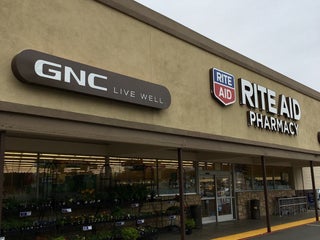 GNC LIVE WELL
RITE AID
RITE AID
PHARMACY